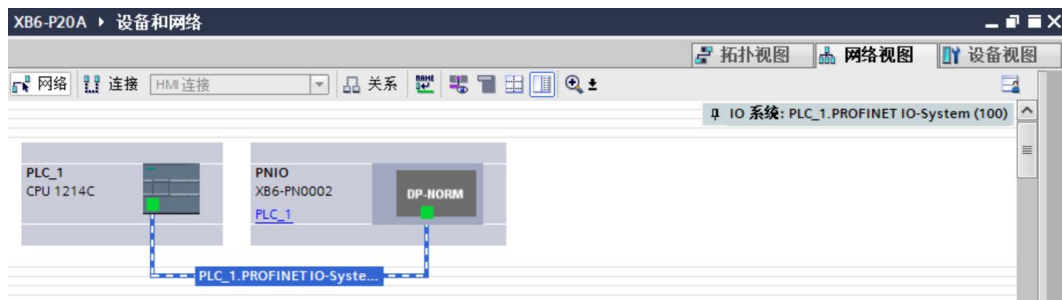 XB6-P20A ▸ 设备和网络
拓扑视图 网络视图 设备视图
网络 连接 HMI 连接 关系
IO 系统: PLC_1.PROFINET IO-System (100)
PLC_1
CPU 1214C
PNIO
XB6-PN0002
PLC_1
DP-NORM
PLC_1.PROFINET IO-Syste...